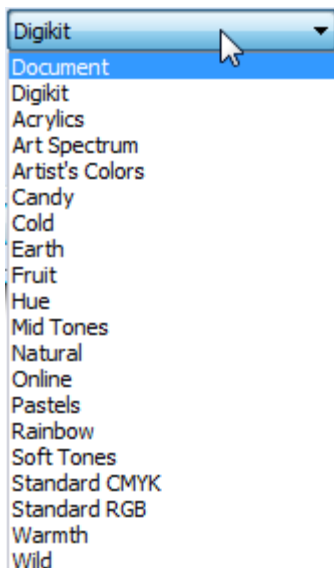 Digikit
Document
Digikit
Acrylics
Art Spectrum
Artist's Colors
Candy
Cold
Earth
Fruit
Hue
Mid Tones
Natural
Online
Pastels
Rainbow
Soft Tones
Standard CMYK
Standard RGB
Warmth
Wild